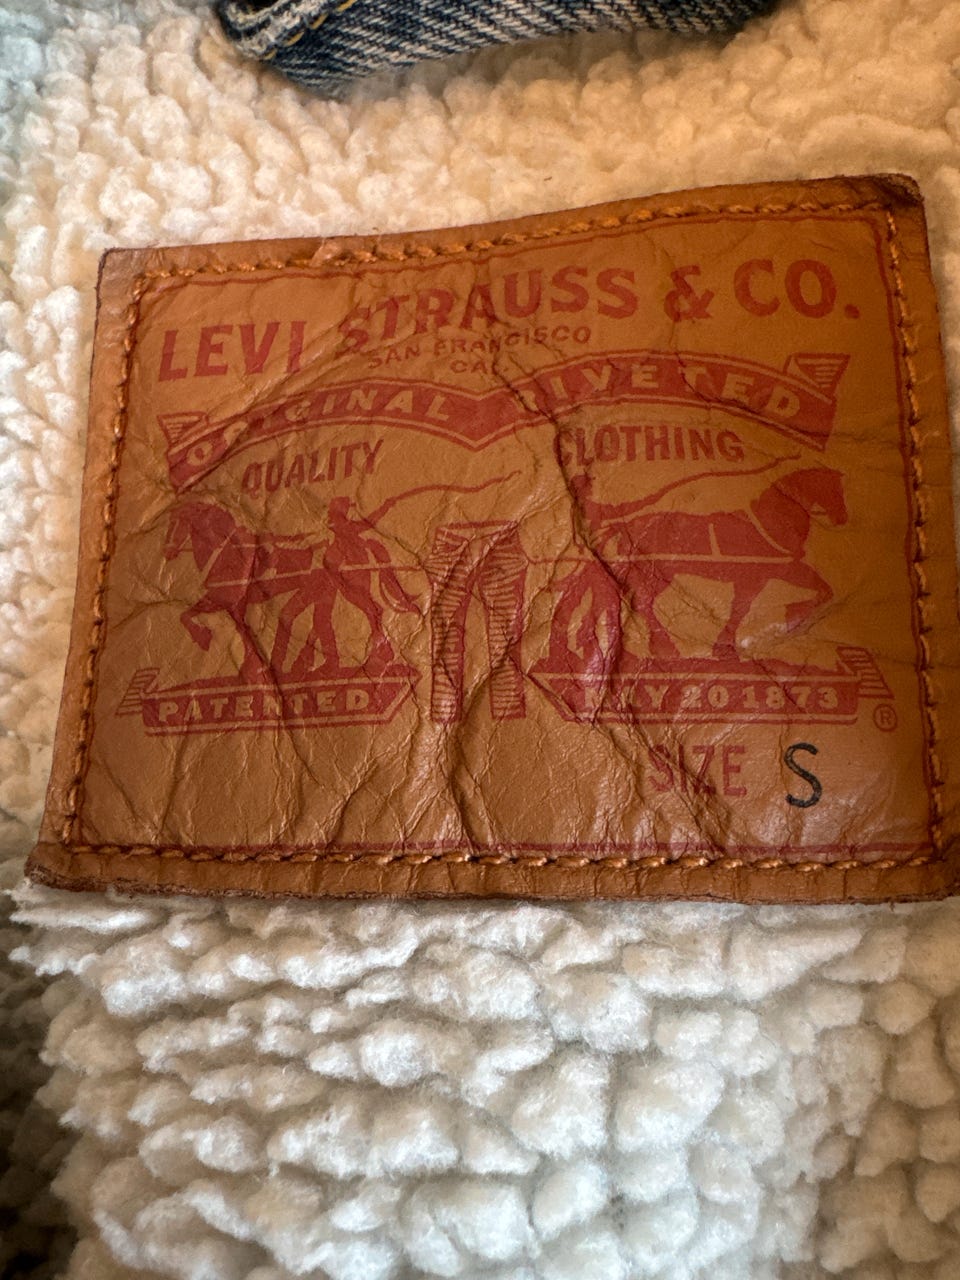 LEVI STRAUSS & CO.
SAN FRANCISCO
CAL.
ORIGINAL RIVETED
QUALITY CLOTHING
PATENTED MAY 20 1873 ®
SIZE S